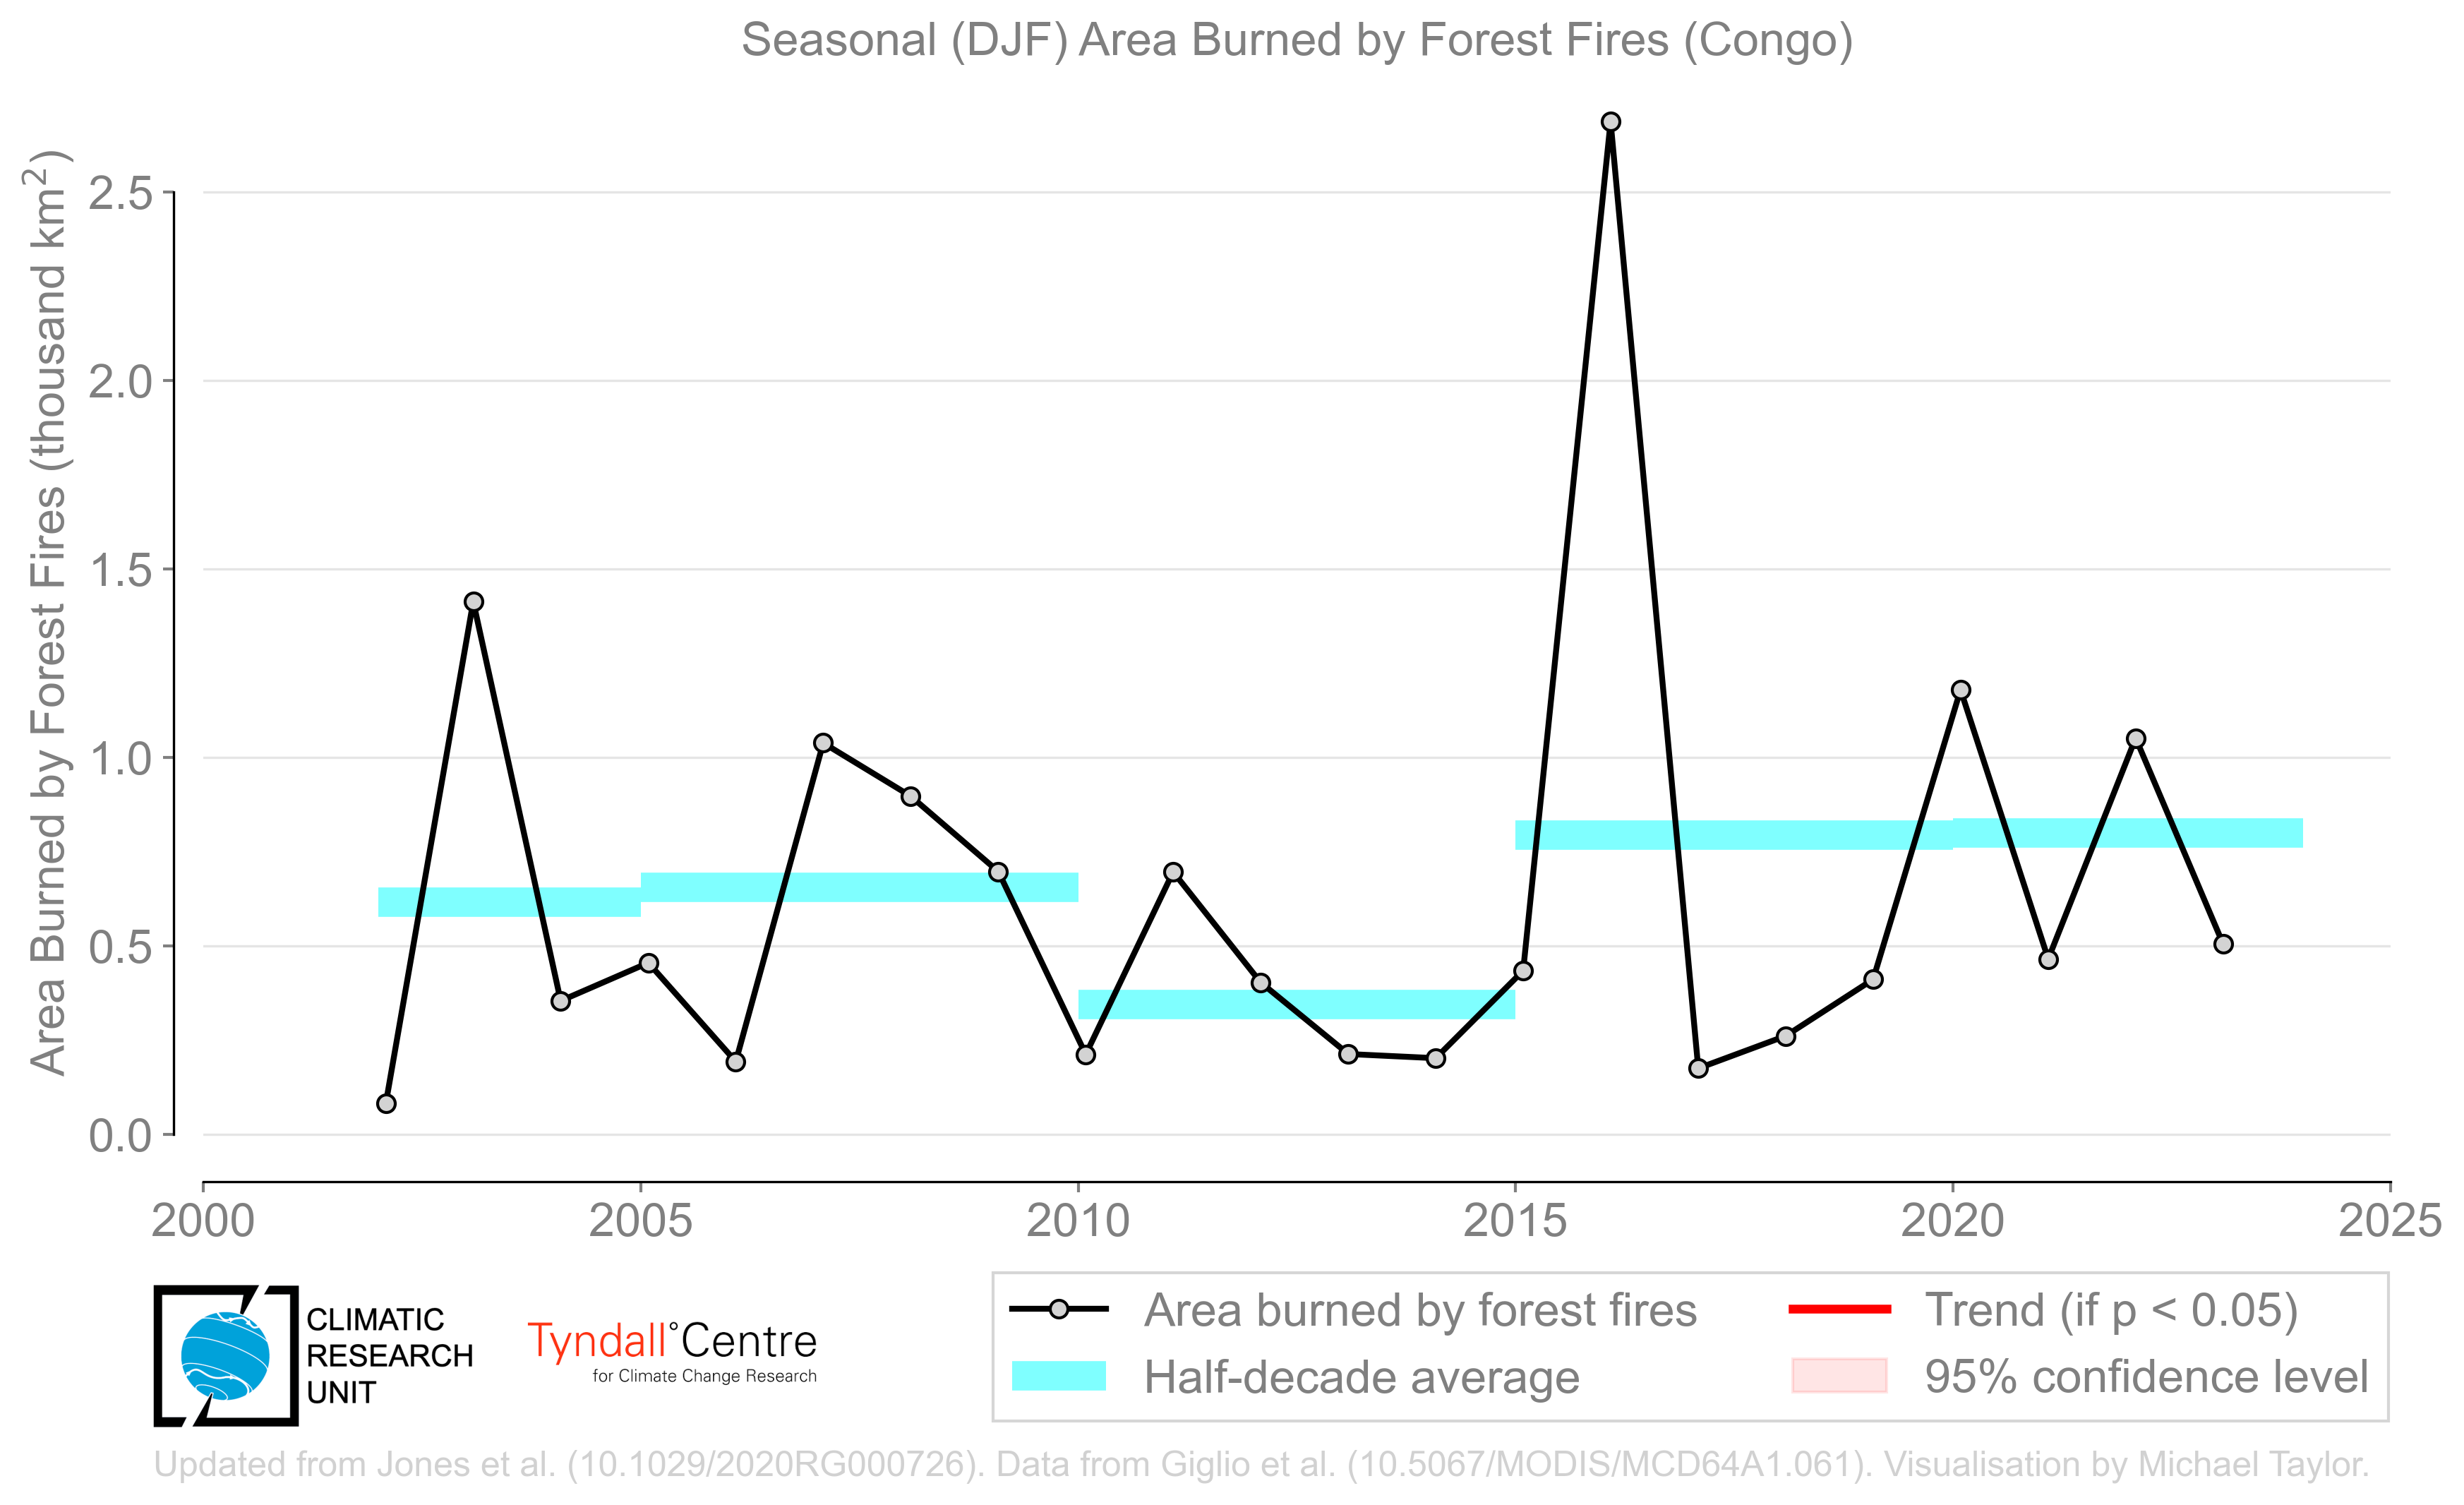 Seasonal (DJF) Area Burned by Forest Fires (Congo)
Area Burned by Forest Fires (thousand km²)
2.5
2.0
1.5
1.0
0.5
0.0
2000 2005 2010 2015 2020 2025
CLIMATIC
RESEARCH
UNIT
Tyndall°Centre
for Climate Change Research
Area burned by forest fires
Half-decade average
Trend (if p < 0.05)
95% confidence level
Updated from Jones et al. (10.1029/2020RG000726). Data from Giglio et al. (10.5067/MODIS/MCD64A1.061). Visualisation by Michael Taylor.